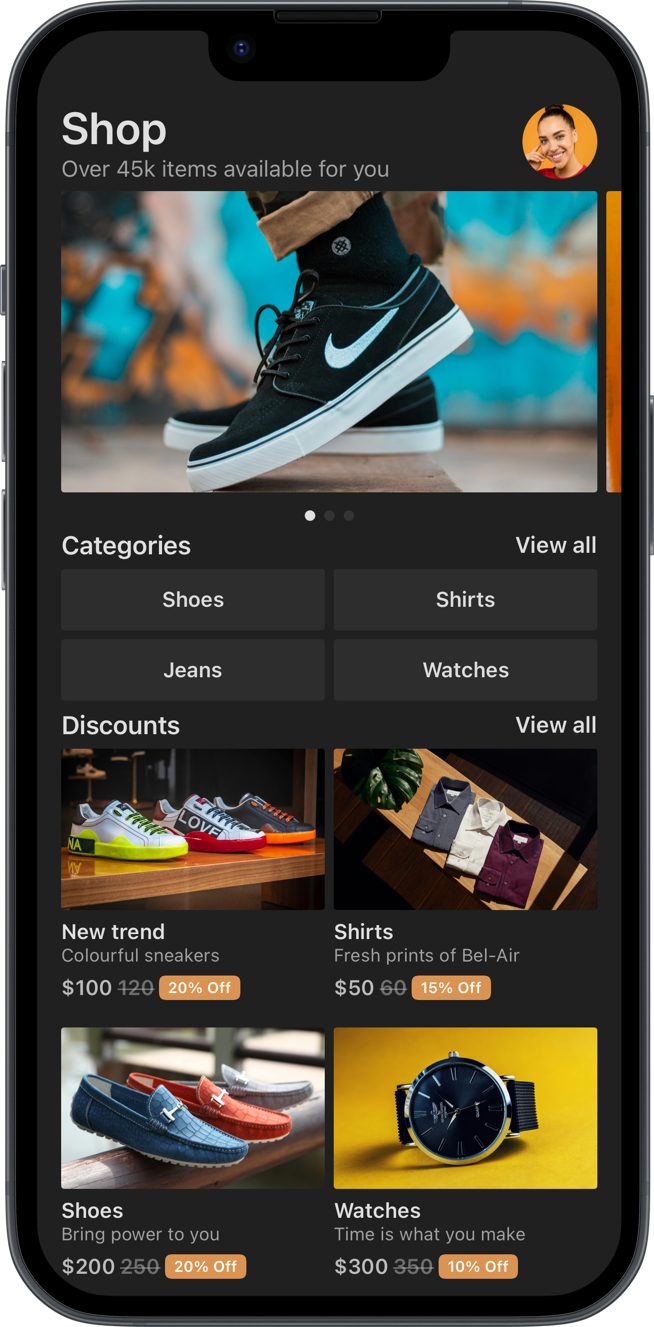 Shop
Over 45k items available for you
Categories
View all
Shoes
Shirts
Jeans
Watches
Discounts
View all
NA
LOVE
New trend
Colourful sneakers
$100 120 20% Off
Shirts
Fresh prints of Bel-Air
$50 60 15% Off
Shoes
Bring power to you
$200 250 20% Off
Watches
Time is what you make
$300 350 10% Off